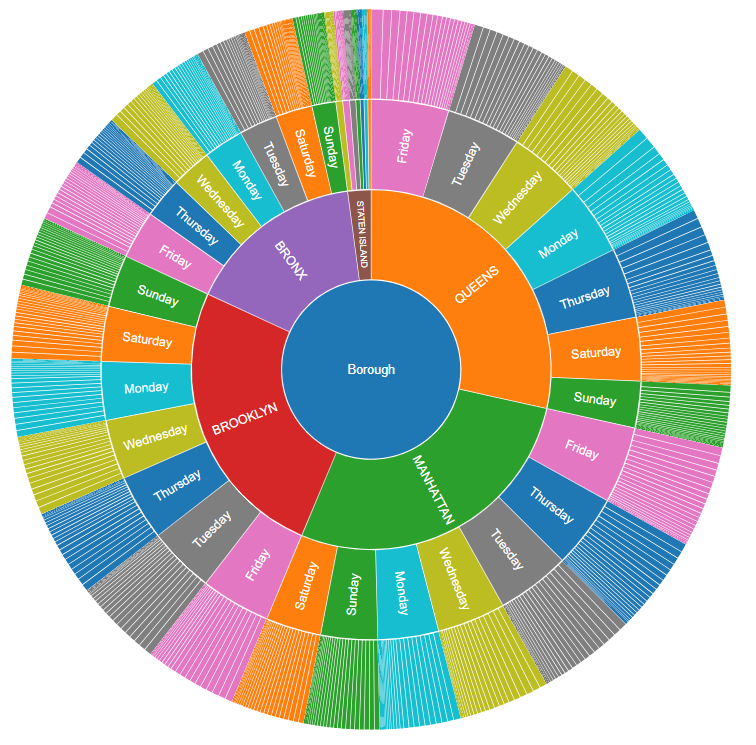 Borough
QUEENS
MANHATTAN
BROOKLYN
BRONX
STATEN ISLAND
Friday
Tuesday
Wednesday
Monday
Thursday
Saturday
Sunday
Friday
Thursday
Tuesday
Wednesday
Monday
Sunday
Saturday
Friday
Tuesday
Thursday
Wednesday
Monday
Saturday
Sunday
Friday
Thursday
Wednesday
Monday
Tuesday
Saturday
Sunday